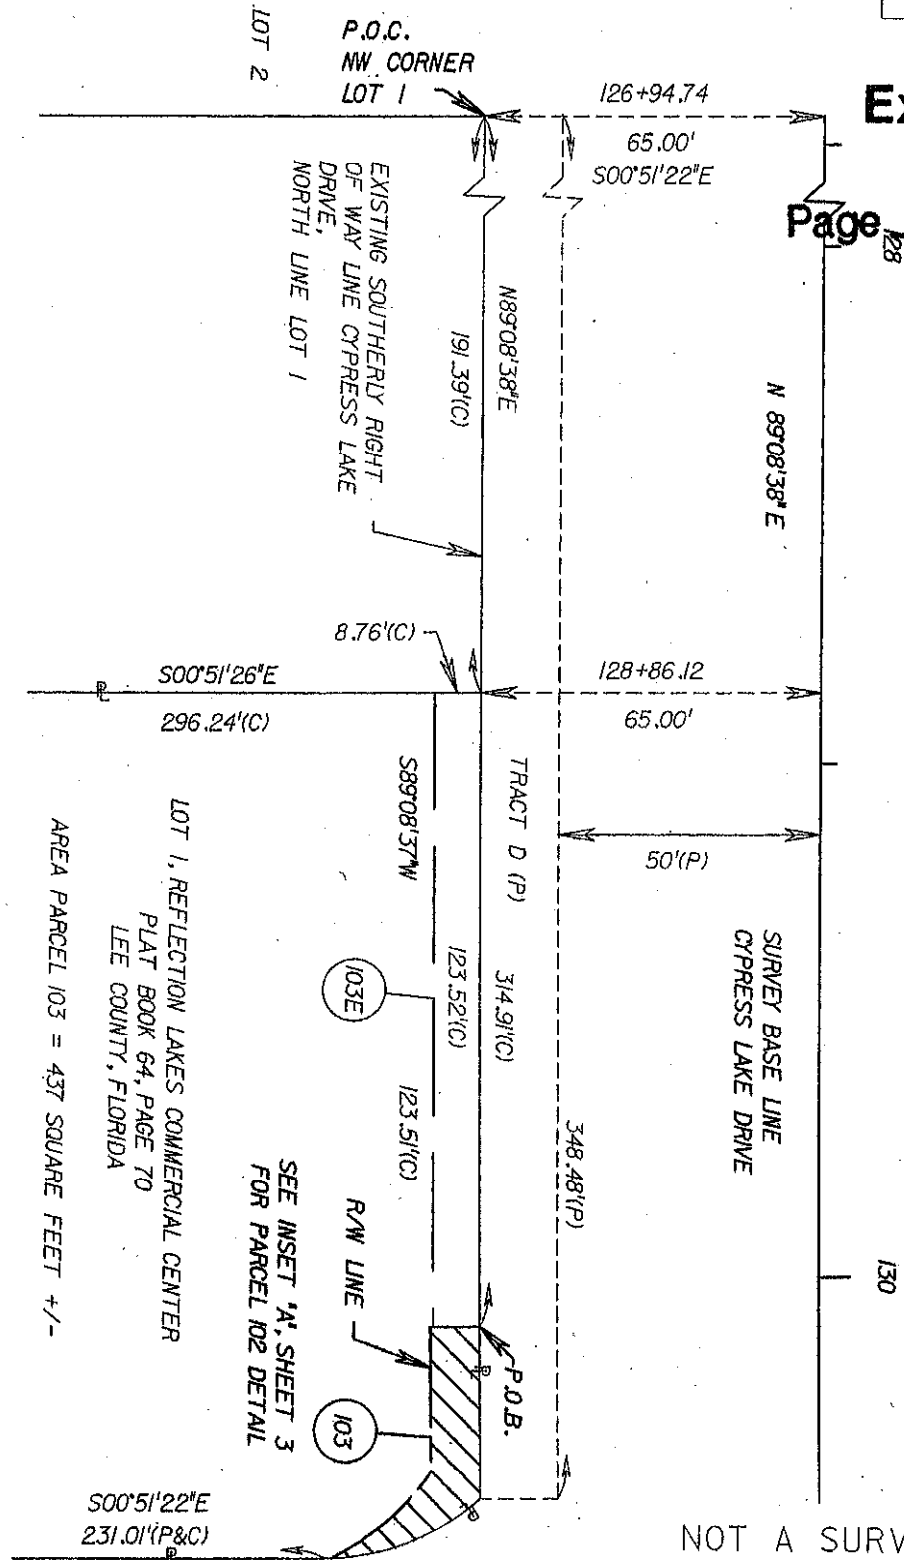 LOT 2
P.O.C.
NW CORNER
LOT 1
126+94.74
65.00'
S00°51'22"E
Page
128
EXISTING SOUTHERLY RIGHT
OF WAY LINE CYPRESS LAKE
DRIVE,
NORTH LINE LOT 1
N89°08'38"E
191.39'(C)
N 89°08'38"E
8.76'(C)
S00°51'26"E
296.24'(C)
128+86.12
65.00'
50'(P)
TRACT D (P)
314.91'(C)
348.48'(P)
S89°08'37"W
123.52'(C)
123.51'(C)
103E
SURVEY BASE LINE
CYPRESS LAKE DRIVE
130
LOT 1, REFLECTION LAKES COMMERCIAL CENTER
PLAT BOOK 64, PAGE 70
LEE COUNTY, FLORIDA
AREA PARCEL 103 = 437 SQUARE FEET +/-
SEE INSET 'A', SHEET 3
FOR PARCEL 102 DETAIL
R/W LINE
P.O.B.
103
S00°51'22"E
231.01'(P&C)
NOT A SURV